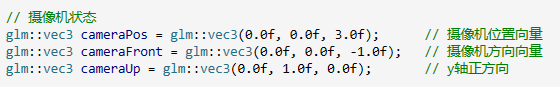 // 摄像机状态
glm::vec3 cameraPos = glm::vec3(0.0f, 0.0f, 3.0f); // 摄像机位置向量
glm::vec3 cameraFront = glm::vec3(0.0f, 0.0f, -1.0f); // 摄像机方向向量
glm::vec3 cameraUp = glm::vec3(0.0f, 1.0f, 0.0f); // y轴正方向